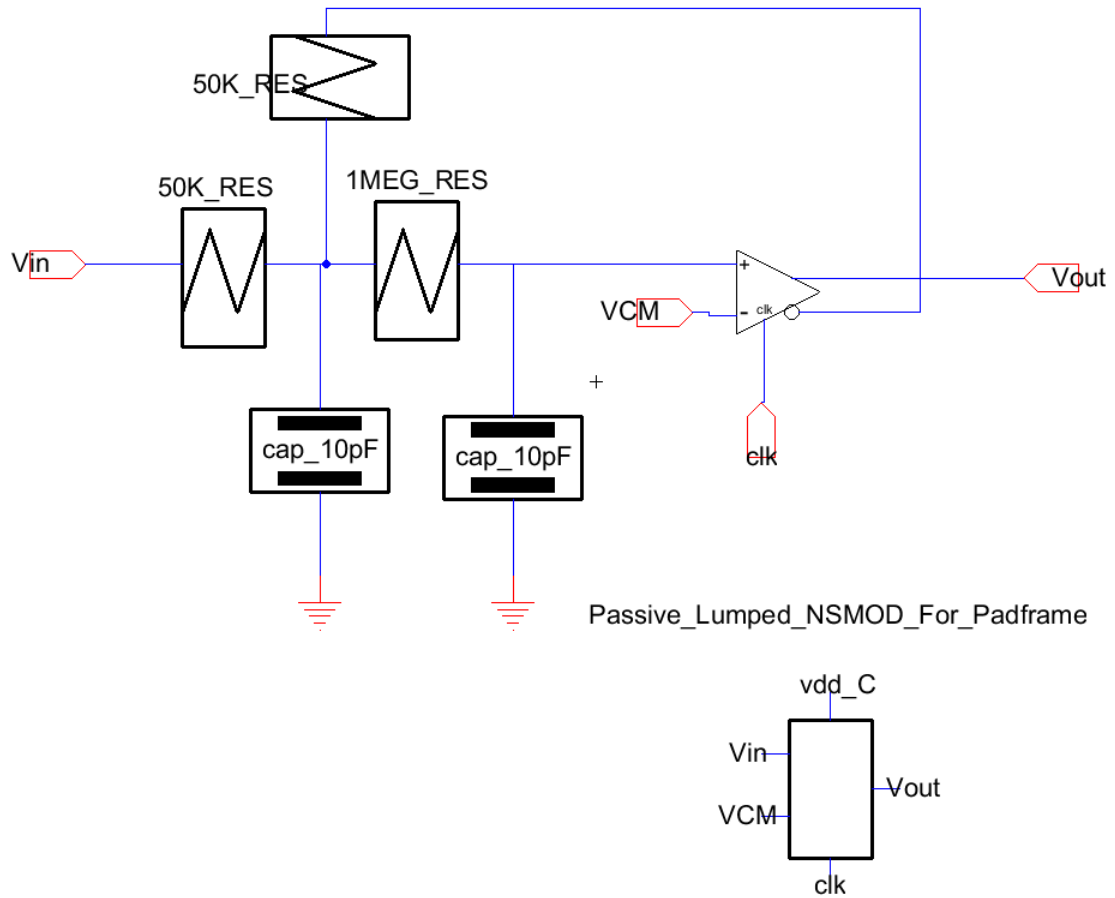 50K_RES
50K_RES
1MEG_RES
Vin
+
Vout
VCM
-
clk
clk
cap_10pF
cap_10pF
Passive_Lumped_NSMOD_For_Padframe
vdd_C
Vin
Vout
VCM
clk